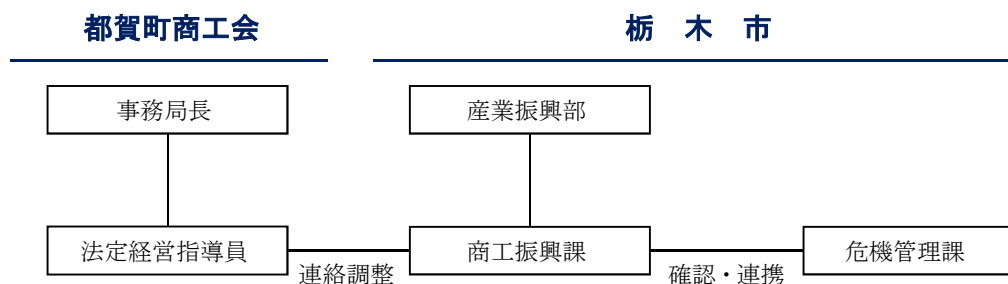 都賀町商工会
栃　木　市
事務局長
産業振興部
法定経営指導員
連絡調整
商工振興課
確認・連携
危機管理課